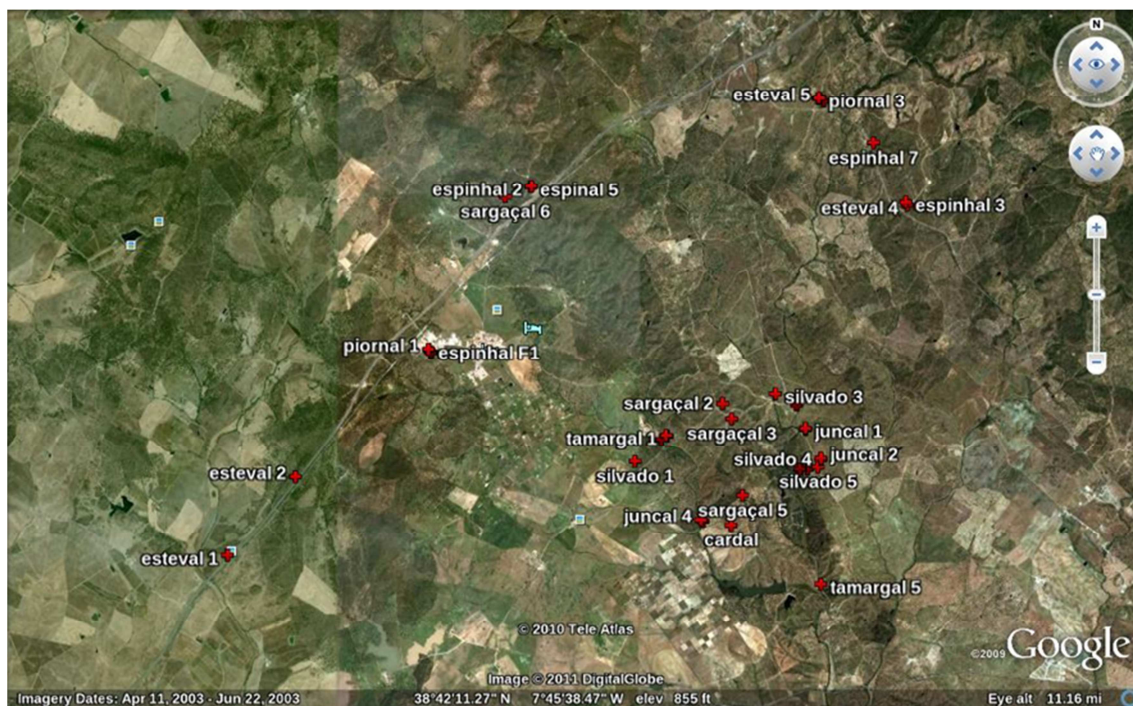 N
esteval 5
piornal 3
espinhal 7
espinhal 2
espinal 5
sargaçal 6
esteval 4
espinhal 3
piornal 1
espinhal F1
sargaçal 2
silvado 3
sargaçal 3
juncal 1
tamargal 1
silvado 4
juncal 2
silvado 1
silvado 5
esteval 2
sargaçal 5
juncal 4
cardal
esteval 1
tamargal 5
© 2010 Tele Atlas
©2009 Google
Image © 2011 DigitalGlobe
Imagery Dates: Apr 11, 2003 - Jun 22, 2003
38°42'11.27" N 7°45'38.47" W elev 855 ft
Eye alt 11.16 mi